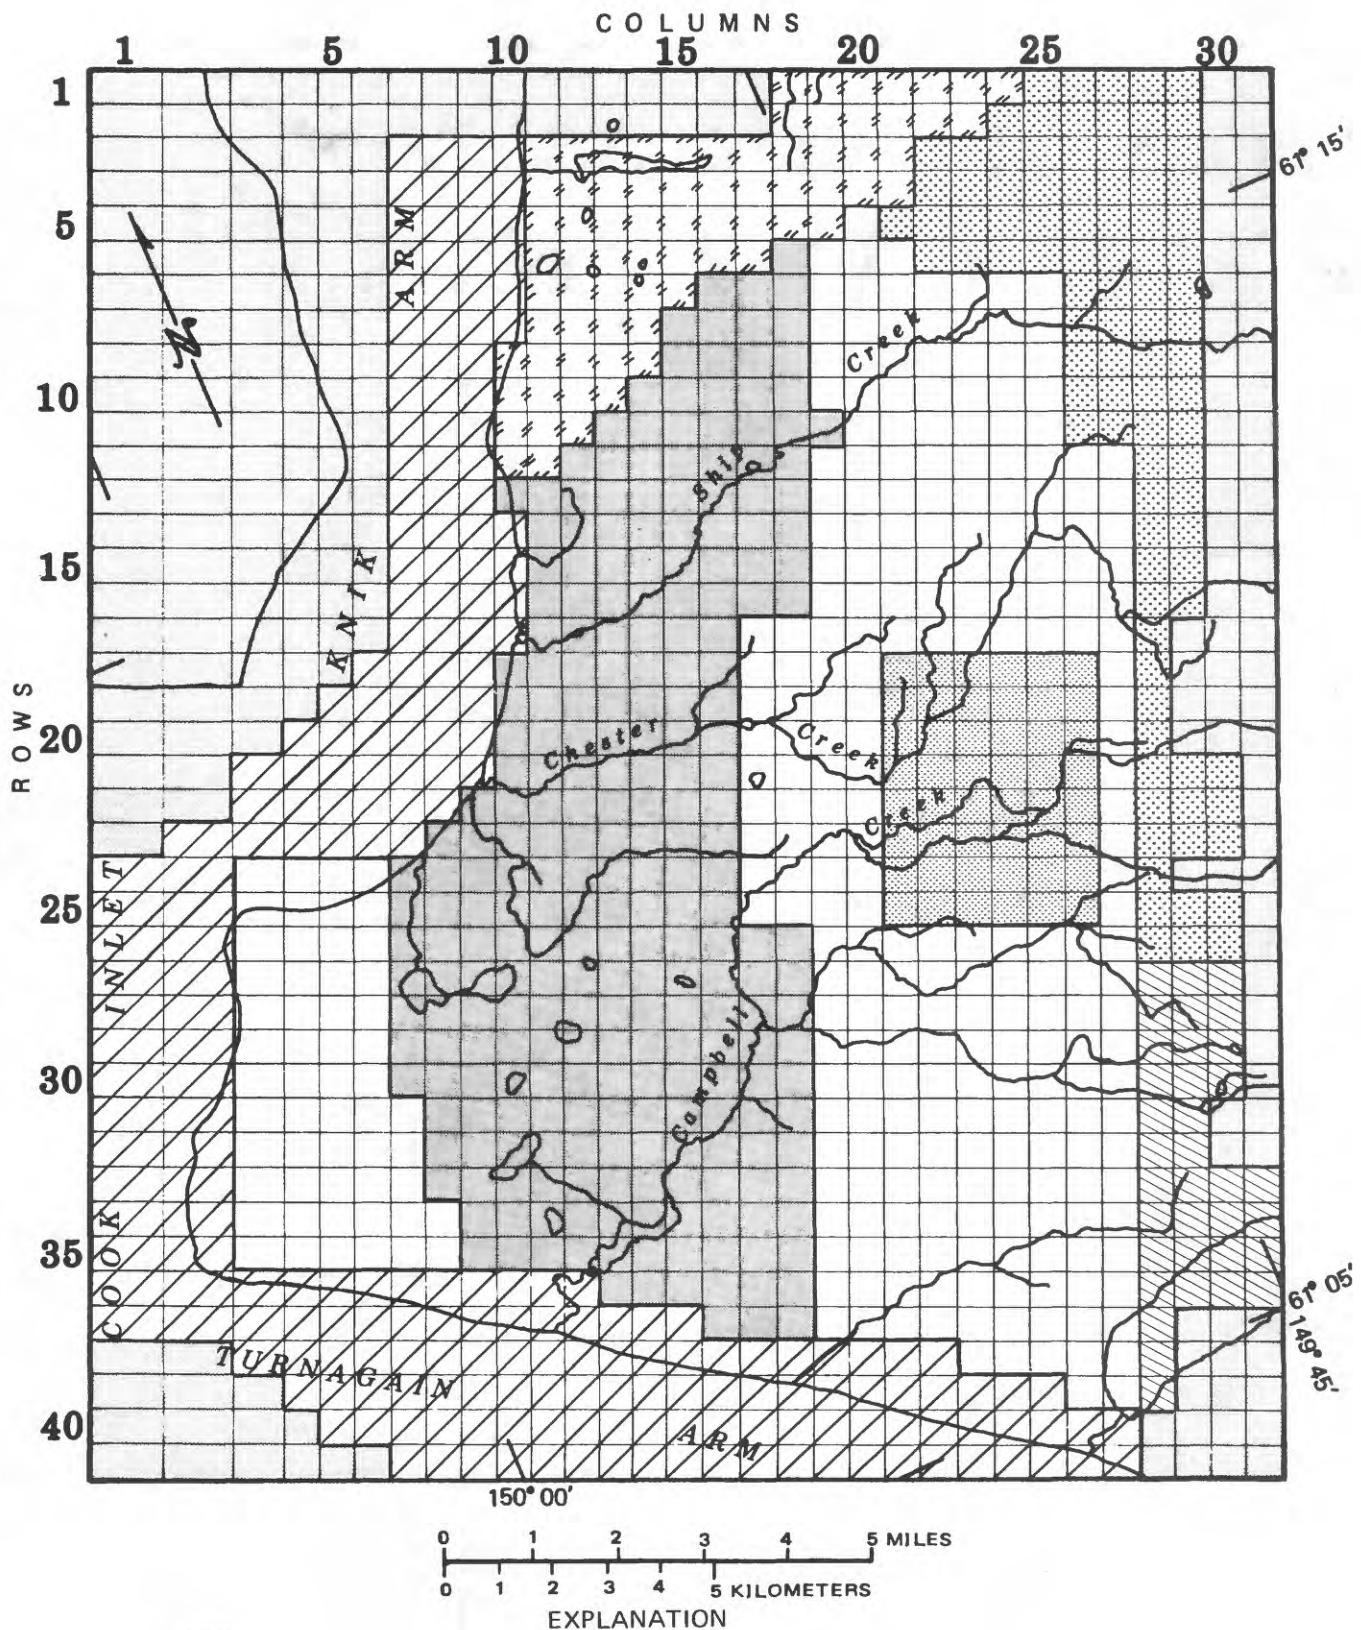 COLUMNS
1 5 10 15 20 25 30
1
61° 15'
ARM
5
Creek
10
Ship
15
KNIK
ROWS
20
Chester
Creek
Creek
INLET
25
30
Campbell
35
COOK
61° 05'
149° 45'
TURNAGAIN
ARM
40
150° 00'
0 1 2 3 4 5 MILES
0 1 2 3 4 5 KILOMETERS
EXPLANATION